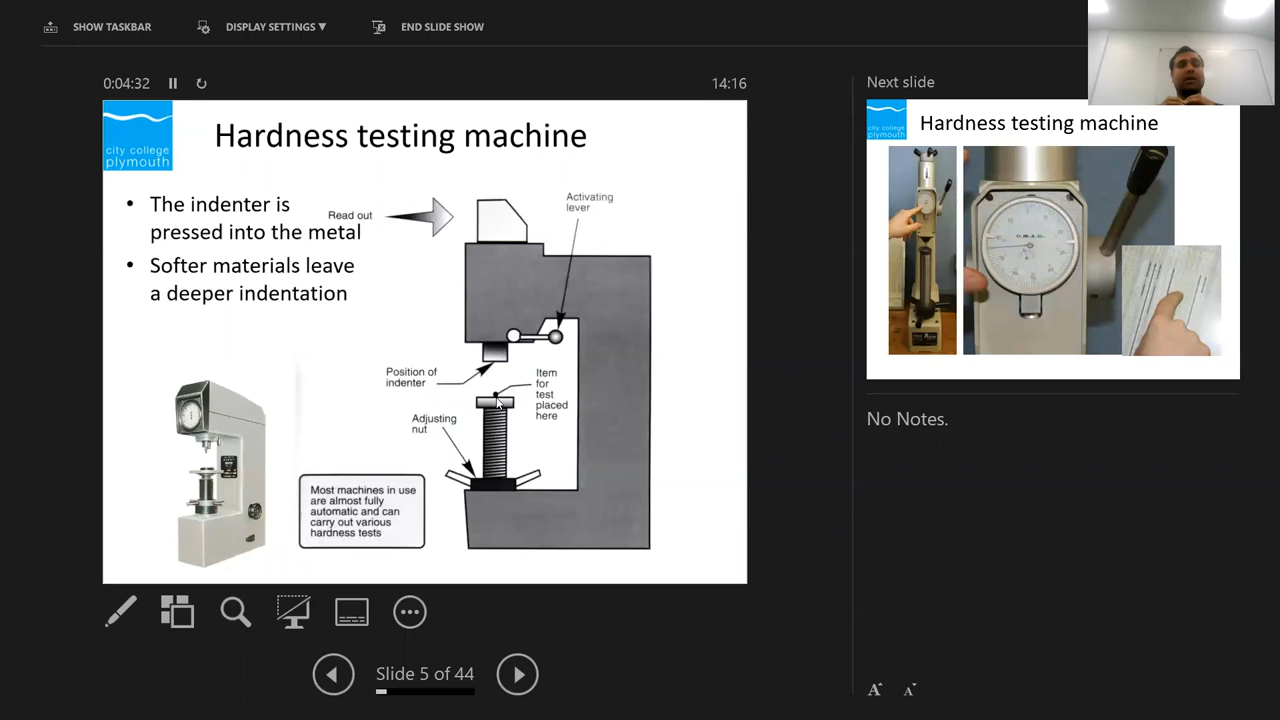 SHOW TASKBAR
DISPLAY SETTINGS ▼
END SLIDE SHOW
0:04:32
14:16
city college
plymouth
Hardness testing machine
• The indenter is
pressed into the metal
• Softer materials leave
a deeper indentation
Read out
Activating
lever
Position of
indenter
Item
for
test
placed
here
Adjusting
nut
Most machines in use
are almost fully
automatic and can
carry out various
hardness tests
Slide 5 of 44
Next slide
city college
plymouth
Hardness testing machine
No Notes.
A
A